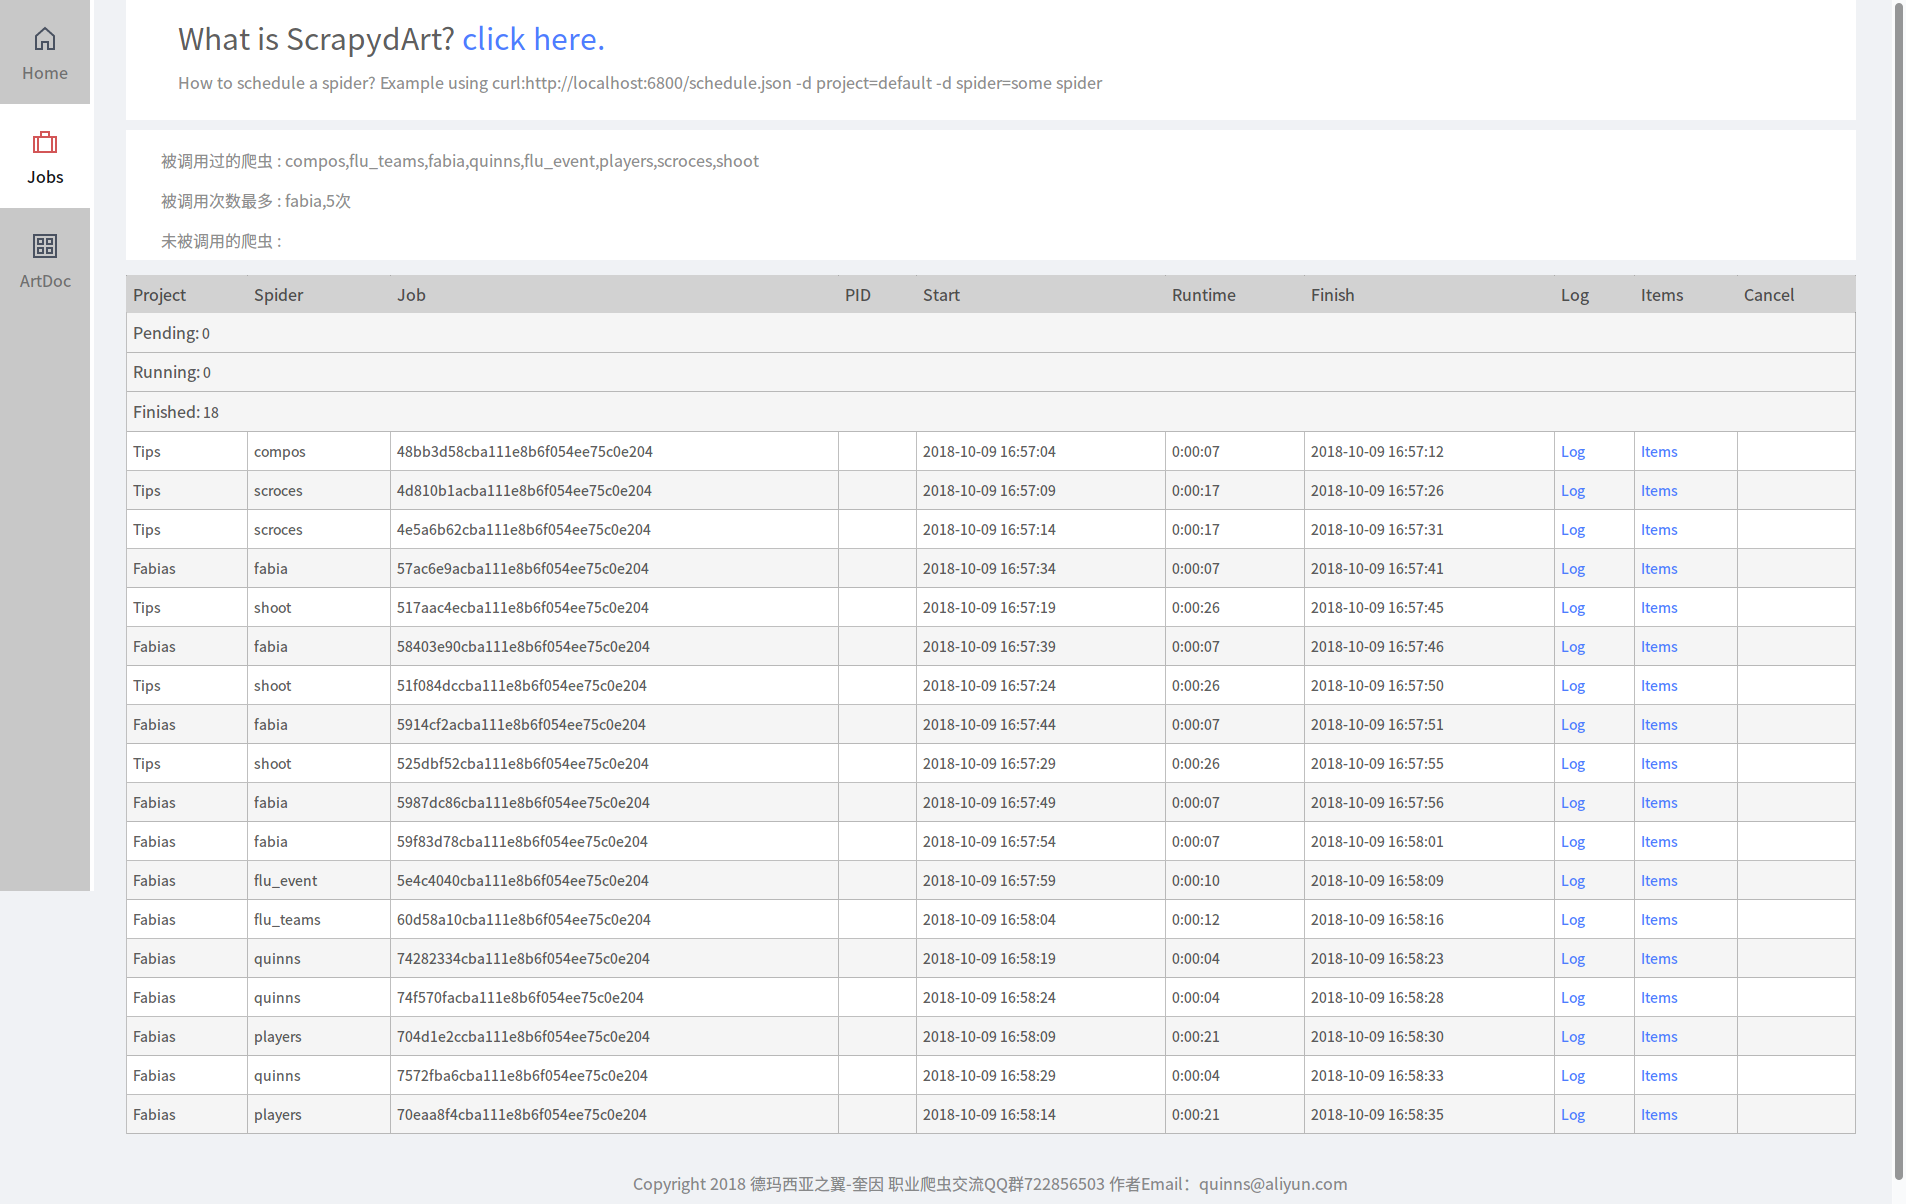 Home
Jobs
ArtDoc
What is ScrapydArt? click here.
How to schedule a spider? Example using curl:http://localhost:6800/schedule.json -d project=default -d spider=some spider
被调用过的爬虫 : compos,flu_teams,fabia,quinns,flu_event,players,scroces,shoot
被调用次数最多 : fabia,5次
未被调用的爬虫 :
Project Spider Job PID Start Runtime Finish Log Items Cancel
Pending: 0
Running: 0
Finished: 18
Tips compos 48bb3d58cba111e8b6f054ee75c0e204 2018-10-09 16:57:04 0:00:07 2018-10-09 16:57:12 Log Items
Tips scroces 4d810b1acba111e8b6f054ee75c0e204 2018-10-09 16:57:09 0:00:17 2018-10-09 16:57:26 Log Items
Tips scroces 4e5a6b62cba111e8b6f054ee75c0e204 2018-10-09 16:57:14 0:00:17 2018-10-09 16:57:31 Log Items
Fabias fabia 57ac6e9acba111e8b6f054ee75c0e204 2018-10-09 16:57:34 0:00:07 2018-10-09 16:57:41 Log Items
Tips shoot 517aac4ecba111e8b6f054ee75c0e204 2018-10-09 16:57:19 0:00:26 2018-10-09 16:57:45 Log Items
Fabias fabia 58403e90cba111e8b6f054ee75c0e204 2018-10-09 16:57:39 0:00:07 2018-10-09 16:57:46 Log Items
Tips shoot 51f084dccba111e8b6f054ee75c0e204 2018-10-09 16:57:24 0:00:26 2018-10-09 16:57:50 Log Items
Fabias fabia 5914cf2acba111e8b6f054ee75c0e204 2018-10-09 16:57:44 0:00:07 2018-10-09 16:57:51 Log Items
Tips shoot 525dbf52cba111e8b6f054ee75c0e204 2018-10-09 16:57:29 0:00:26 2018-10-09 16:57:55 Log Items
Fabias fabia 5987dc86cba111e8b6f054ee75c0e204 2018-10-09 16:57:49 0:00:07 2018-10-09 16:57:56 Log Items
Fabias fabia 59f83d78cba111e8b6f054ee75c0e204 2018-10-09 16:57:54 0:00:07 2018-10-09 16:58:01 Log Items
Fabias flu_event 5e4c4040cba111e8b6f054ee75c0e204 2018-10-09 16:57:59 0:00:10 2018-10-09 16:58:09 Log Items
Fabias flu_teams 60d58a10cba111e8b6f054ee75c0e204 2018-10-09 16:58:04 0:00:12 2018-10-09 16:58:16 Log Items
Fabias quinns 74282334cba111e8b6f054ee75c0e204 2018-10-09 16:58:19 0:00:04 2018-10-09 16:58:23 Log Items
Fabias quinns 74f570facba111e8b6f054ee75c0e204 2018-10-09 16:58:24 0:00:04 2018-10-09 16:58:28 Log Items
Fabias players 704d1e2ccba111e8b6f054ee75c0e204 2018-10-09 16:58:09 0:00:21 2018-10-09 16:58:30 Log Items
Fabias quinns 7572fba6cba111e8b6f054ee75c0e204 2018-10-09 16:58:29 0:00:04 2018-10-09 16:58:33 Log Items
Fabias players 70eaa8f4cba111e8b6f054ee75c0e204 2018-10-09 16:58:14 0:00:21 2018-10-09 16:58:35 Log Items
Copyright 2018 德玛西亚之翼-奎因 职业爬虫交流QQ群722856503 作者Email：quinns@aliyun.com